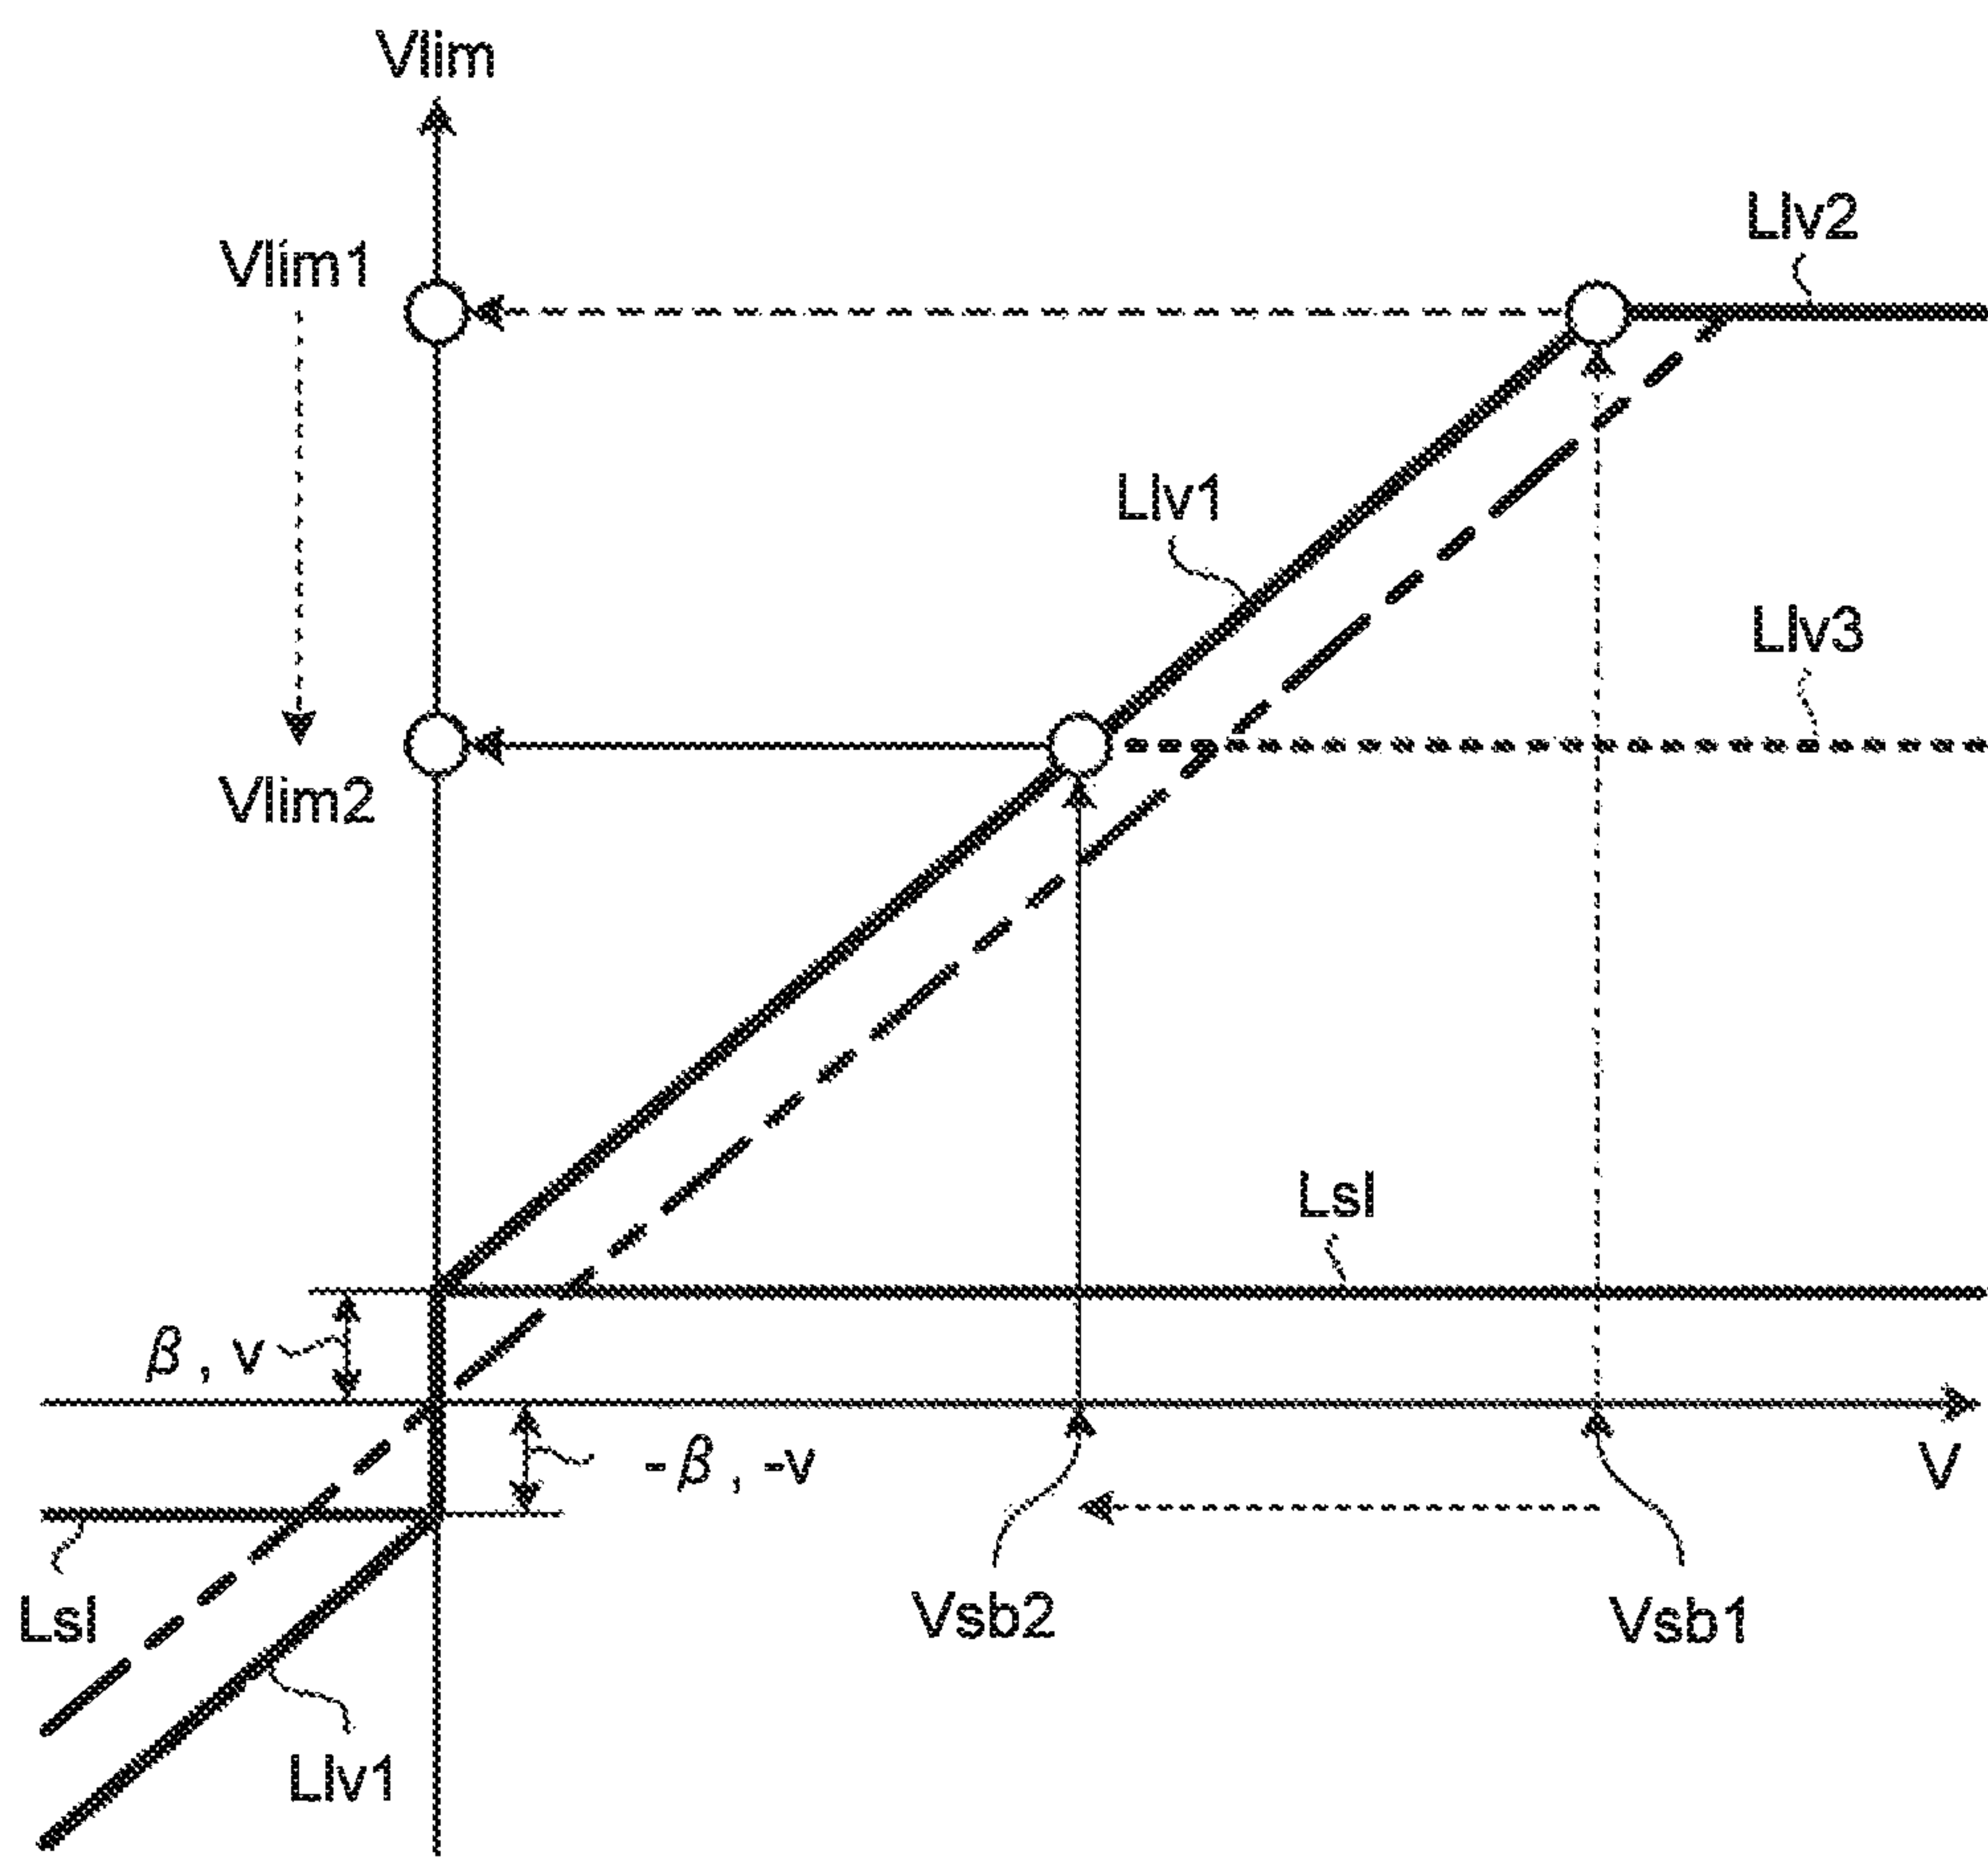 Vlim
Llv2
Vlim1
Llv1
Llv3
Vlim2
Lsl
β, v
-β, -v
V
Lsl
Vsb2
Vsb1
Llv1